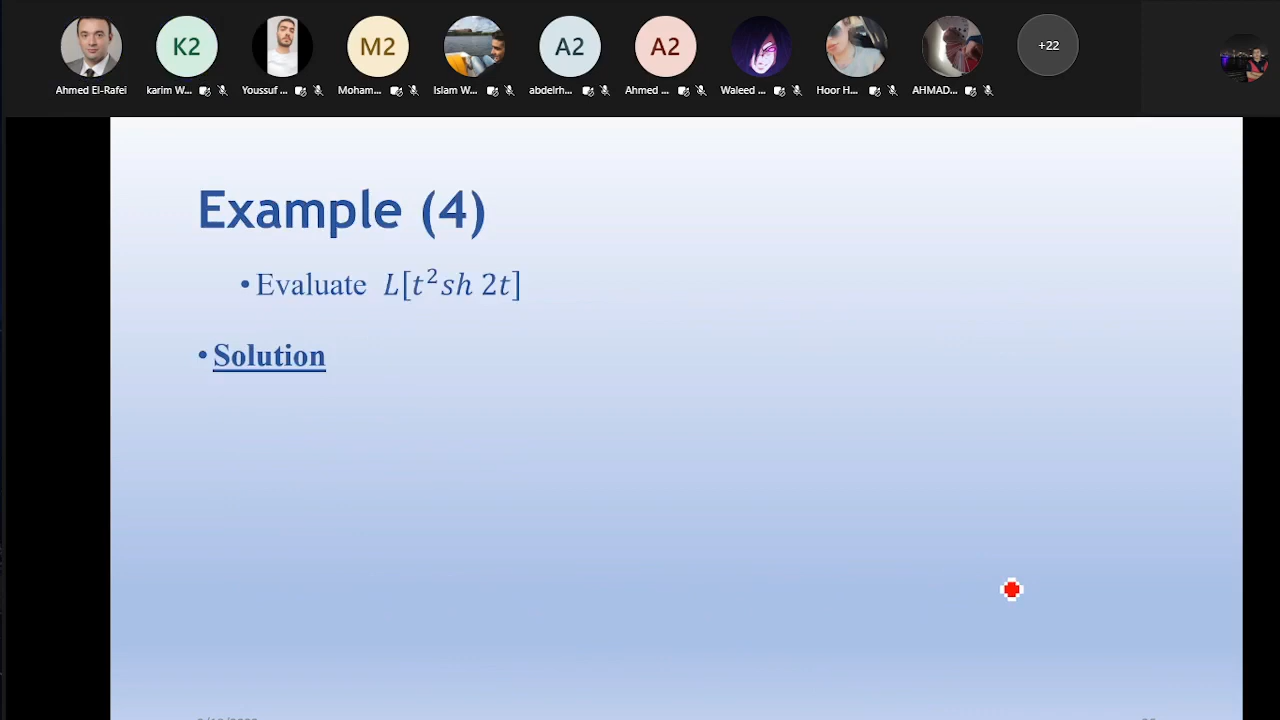 K2
M2
A2
A2
+22
Ahmed El-Rafei
karim W...
Youssuf ...
Moham...
Islam W...
abdelrh...
Ahmed ...
Waleed ...
Hoor H...
AHMAD...
Example (4)
• Evaluate L[t²sh 2t]
• Solution